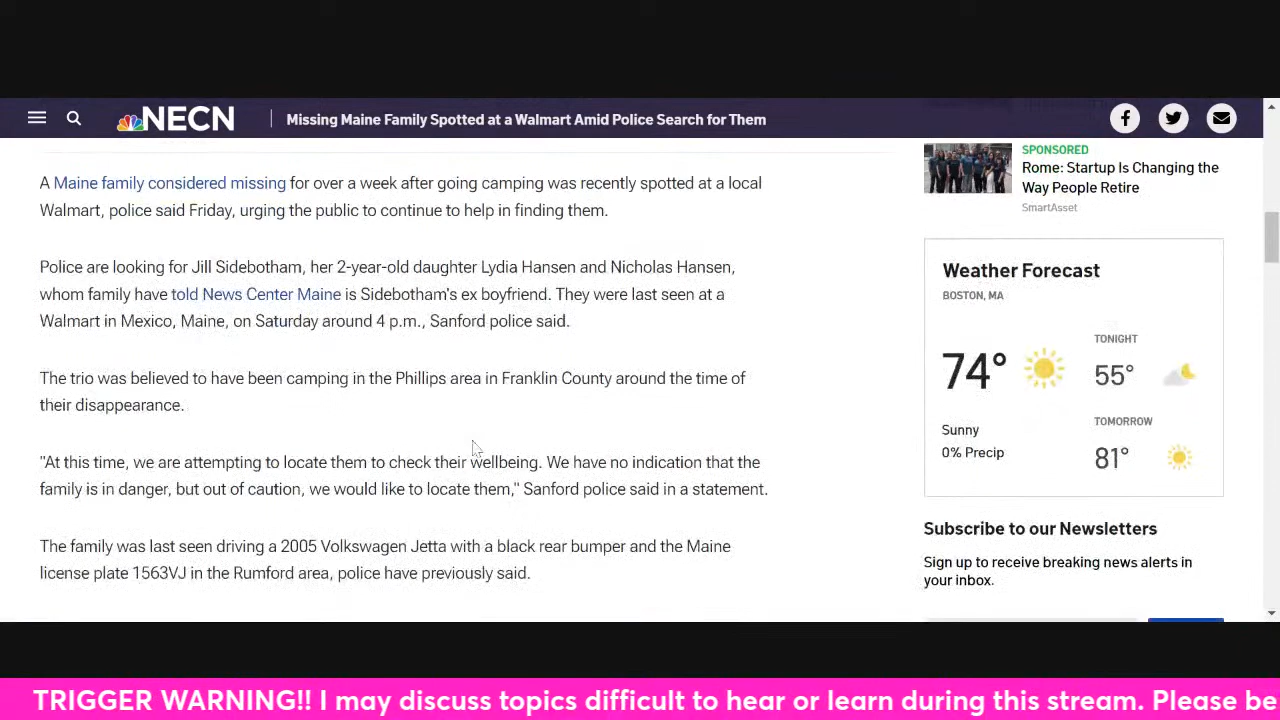 NECN
Missing Maine Family Spotted at a Walmart Amid Police Search for Them
A Maine family considered missing for over a week after going camping was recently spotted at a local
Walmart, police said Friday, urging the public to continue to help in finding them.
Police are looking for Jill Sidebotham, her 2-year-old daughter Lydia Hansen and Nicholas Hansen,
whom family have told News Center Maine is Sidebotham's ex boyfriend. They were last seen at a
Walmart in Mexico, Maine, on Saturday around 4 p.m., Sanford police said.
The trio was believed to have been camping in the Phillips area in Franklin County around the time of
their disappearance.
"At this time, we are attempting to locate them to check their wellbeing. We have no indication that the
family is in danger, but out of caution, we would like to locate them," Sanford police said in a statement.
The family was last seen driving a 2005 Volkswagen Jetta with a black rear bumper and the Maine
license plate 1563VJ in the Rumford area, police have previously said.
SPONSORED
Rome: Startup Is Changing the
Way People Retire
SmartAsset
Weather Forecast
BOSTON, MA
74°
Sunny
0% Precip
TONIGHT
55°
TOMORROW
81°
Subscribe to our Newsletters
Sign up to receive breaking news alerts in
your inbox.
TRIGGER WARNING!! I may discuss topics difficult to hear or learn during this stream. Please be